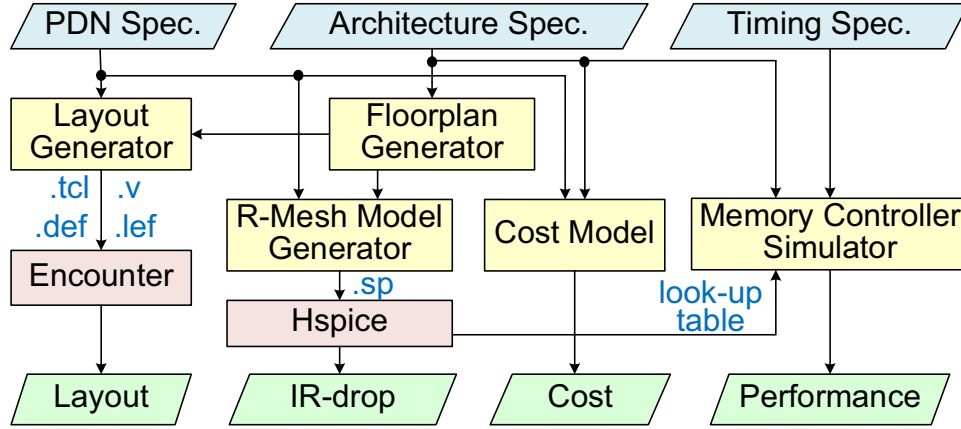 PDN Spec.
Architecture Spec.
Timing Spec.
Layout
Generator
Floorplan
Generator
.tcl .v
.def .lef
R-Mesh Model
Generator
Cost Model
Memory Controller
Simulator
Encounter
.sp
Hspice
look-up
table
Layout
IR-drop
Cost
Performance